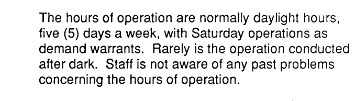 The hours of operation are normally daylight hours,
five (5) days a week, with Saturday operations as
demand warrants.  Rarely is the operation conducted
after dark.  Staff is not aware of any past problems
concerning the hours of operation.